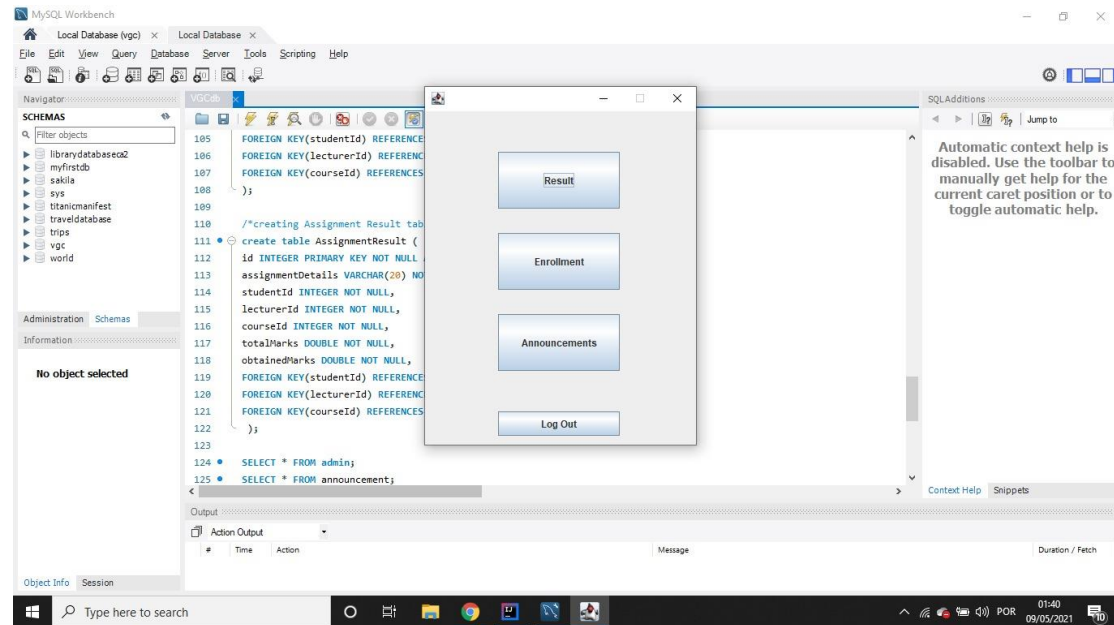 MySQL Workbench
Local Database (vgc) × Local Database ×
File Edit View Query Database Server Tools Scripting Help
Navigator
SCHEMAS
Filter objects
librarydatabaseca2
myfirstdb
sakila
sys
titanicmanifest
traveldatabase
trips
vgc
world
Administration Schemas
Information
No object selected
Object Info Session
VGCdb ×
105 FOREIGN KEY(studentId) REFERENCE
106 FOREIGN KEY(lecturerId) REFERENC
107 FOREIGN KEY(courseId) REFERENCES
108 );
109
110 /*creating Assignment Result tab
111 create table AssignmentResult (
112 id INTEGER PRIMARY KEY NOT NULL
113 assignmentDetails VARCHAR(20) NO
114 studentId INTEGER NOT NULL,
115 lecturerId INTEGER NOT NULL,
116 courseId INTEGER NOT NULL,
117 totalMarks DOUBLE NOT NULL,
118 obtainedMarks DOUBLE NOT NULL,
119 FOREIGN KEY(studentId) REFERENCE
120 FOREIGN KEY(lecturerId) REFERENC
121 FOREIGN KEY(courseId) REFERENCES
122 );
123
124 SELECT * FROM admin;
125 SELECT * FROM announcement;
Result
Enrollment
Announcements
Log Out
SQLAdditions
Jump to
Automatic context help is
disabled. Use the toolbar to
manually get help for the
current caret position or to
toggle automatic help.
Context Help Snippets
Output
Action Output
# Time Action Message Duration / Fetch
Type here to search
POR
01:40
09/05/2021